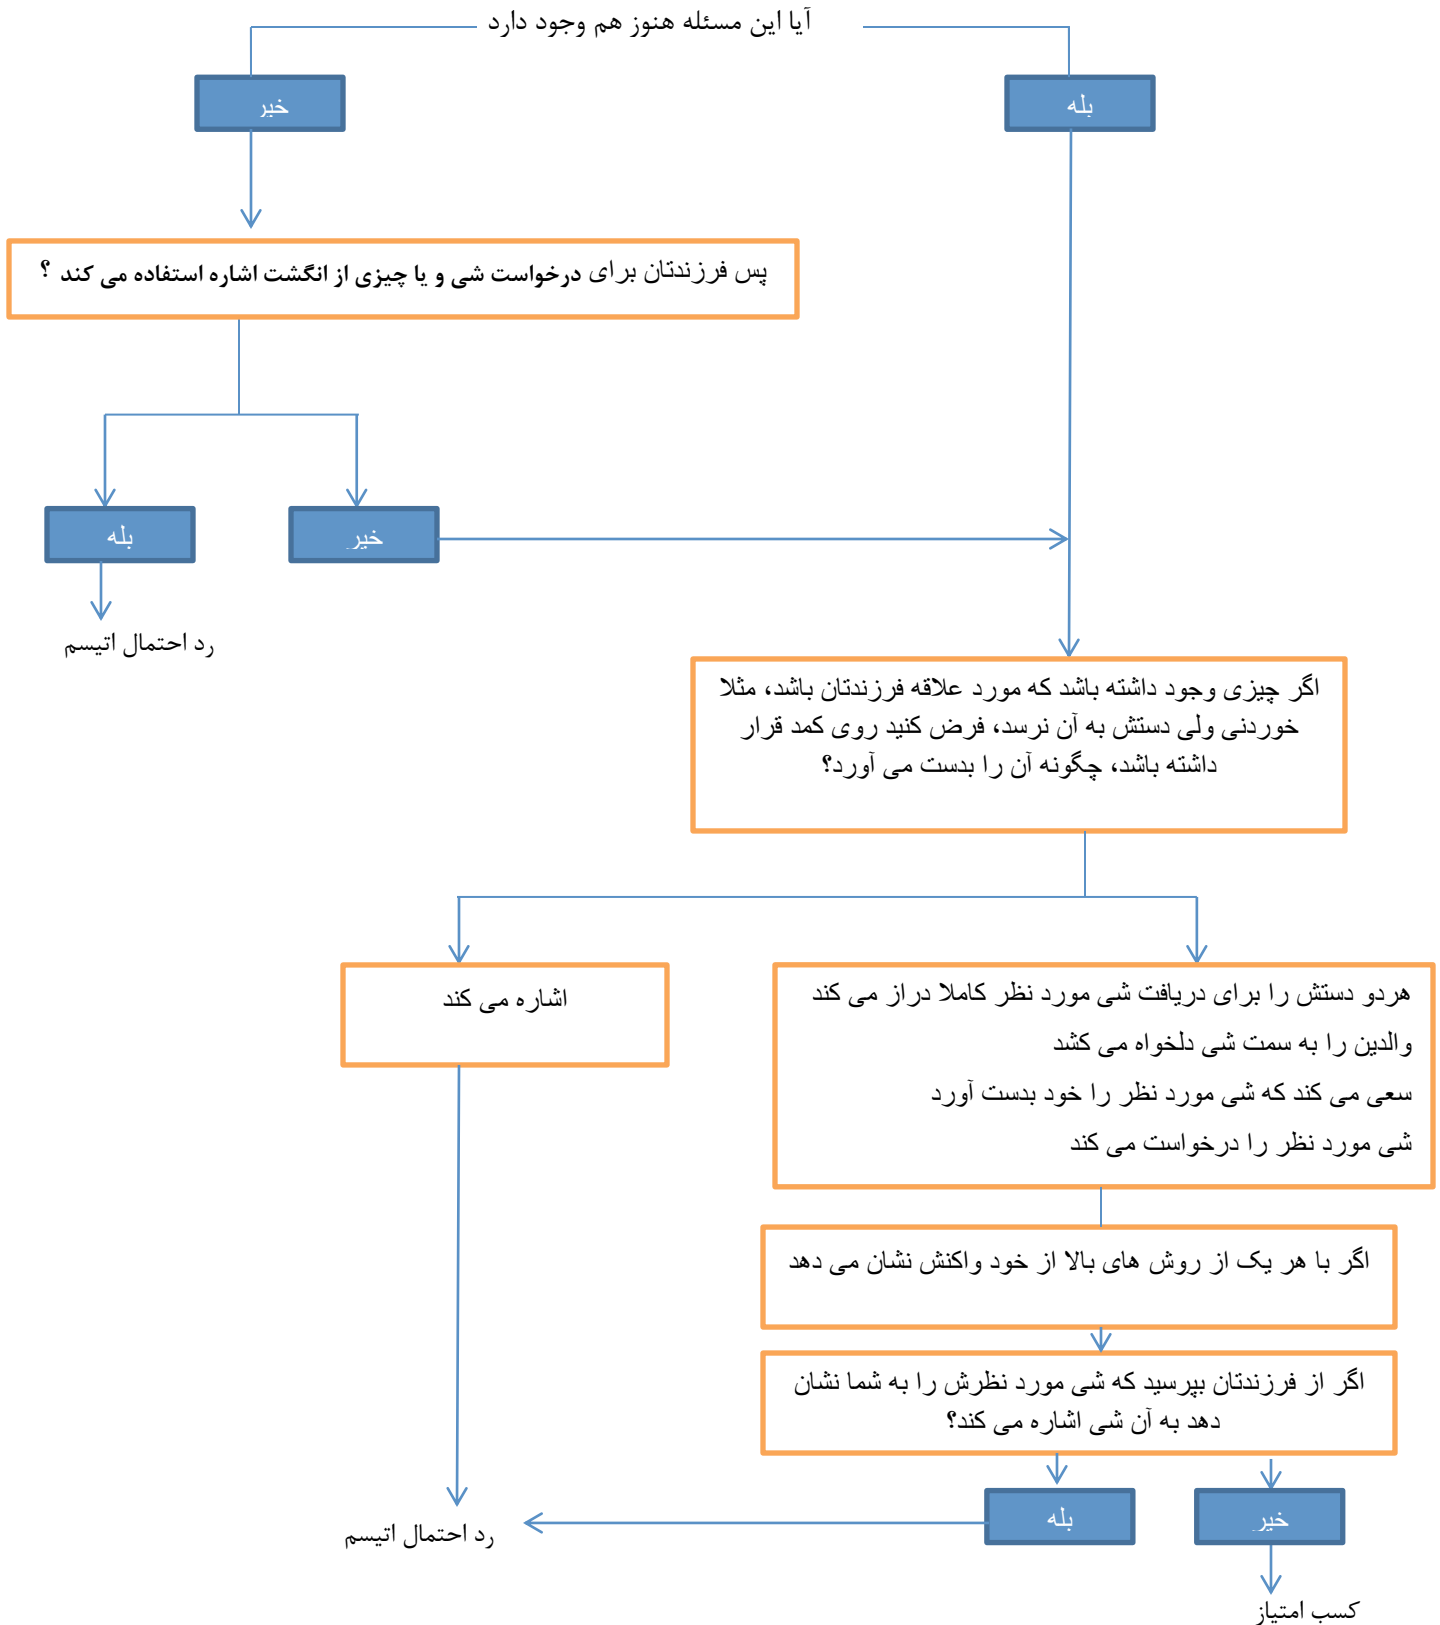 آیا این مسئله هنوز هم وجود دارد
بله
خیر
پس فرزندتان برای درخواست شی و یا چیزی از انگشت اشاره استفاده می کند ؟
خیر
بله
رد احتمال اتیسم
اگر چیزی وجود داشته باشد که مورد علاقه فرزندتان باشد، مثلا
خوردنی ولی دستش به آن نرسد، فرض کنید روی کمد قرار
داشته باشد، چگونه آن را بدست می آورد؟
هردو دستش را برای دریافت شی مورد نظر کاملا دراز می کند
والدین را به سمت شی دلخواه می کشد
سعی می کند که شی مورد نظر را خود بدست آورد
شی مورد نظر را درخواست می کند
اشاره می کند
اگر با هر یک از روش های بالا از خود واکنش نشان می دهد
اگر از فرزندتان بپرسید که شی مورد نظرش را به شما نشان
دهد به آن شی اشاره می کند؟
خیر
بله
رد احتمال اتیسم
کسب امتیاز